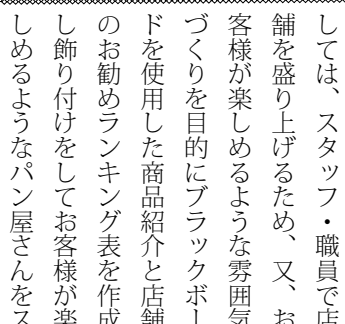 しては、スタッフ・職員で店
舗を盛り上げるため、又、お
客様が楽しめるような雰囲気
づくりを目的にブラックボー
ドを使用した商品紹介と店舗
のお勧めランキング表を作成
し飾り付けをしてお客様が楽
しめるようなパン屋さんをス